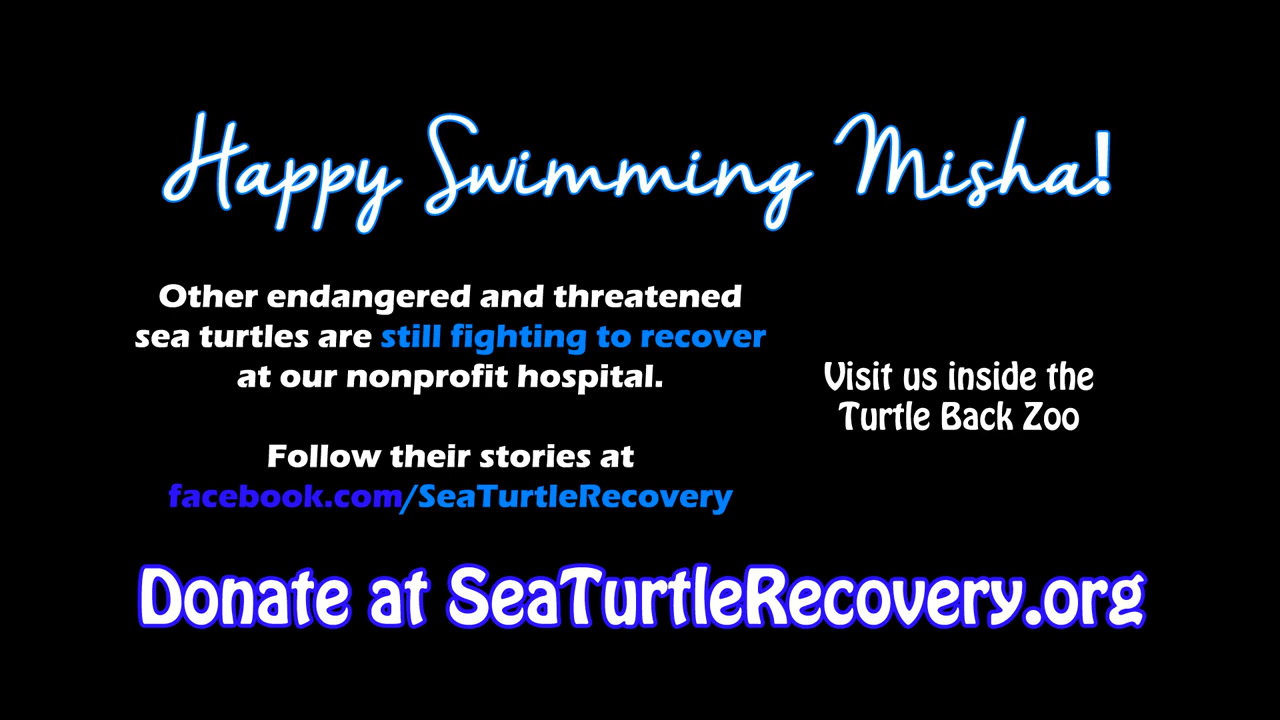 Happy Swimming Misha!
Other endangered and threatened
sea turtles are still fighting to recover
at our nonprofit hospital.
Follow their stories at
facebook.com/SeaTurtleRecovery
Visit us inside the
Turtle Back Zoo
Donate at SeaTurtleRecovery.org